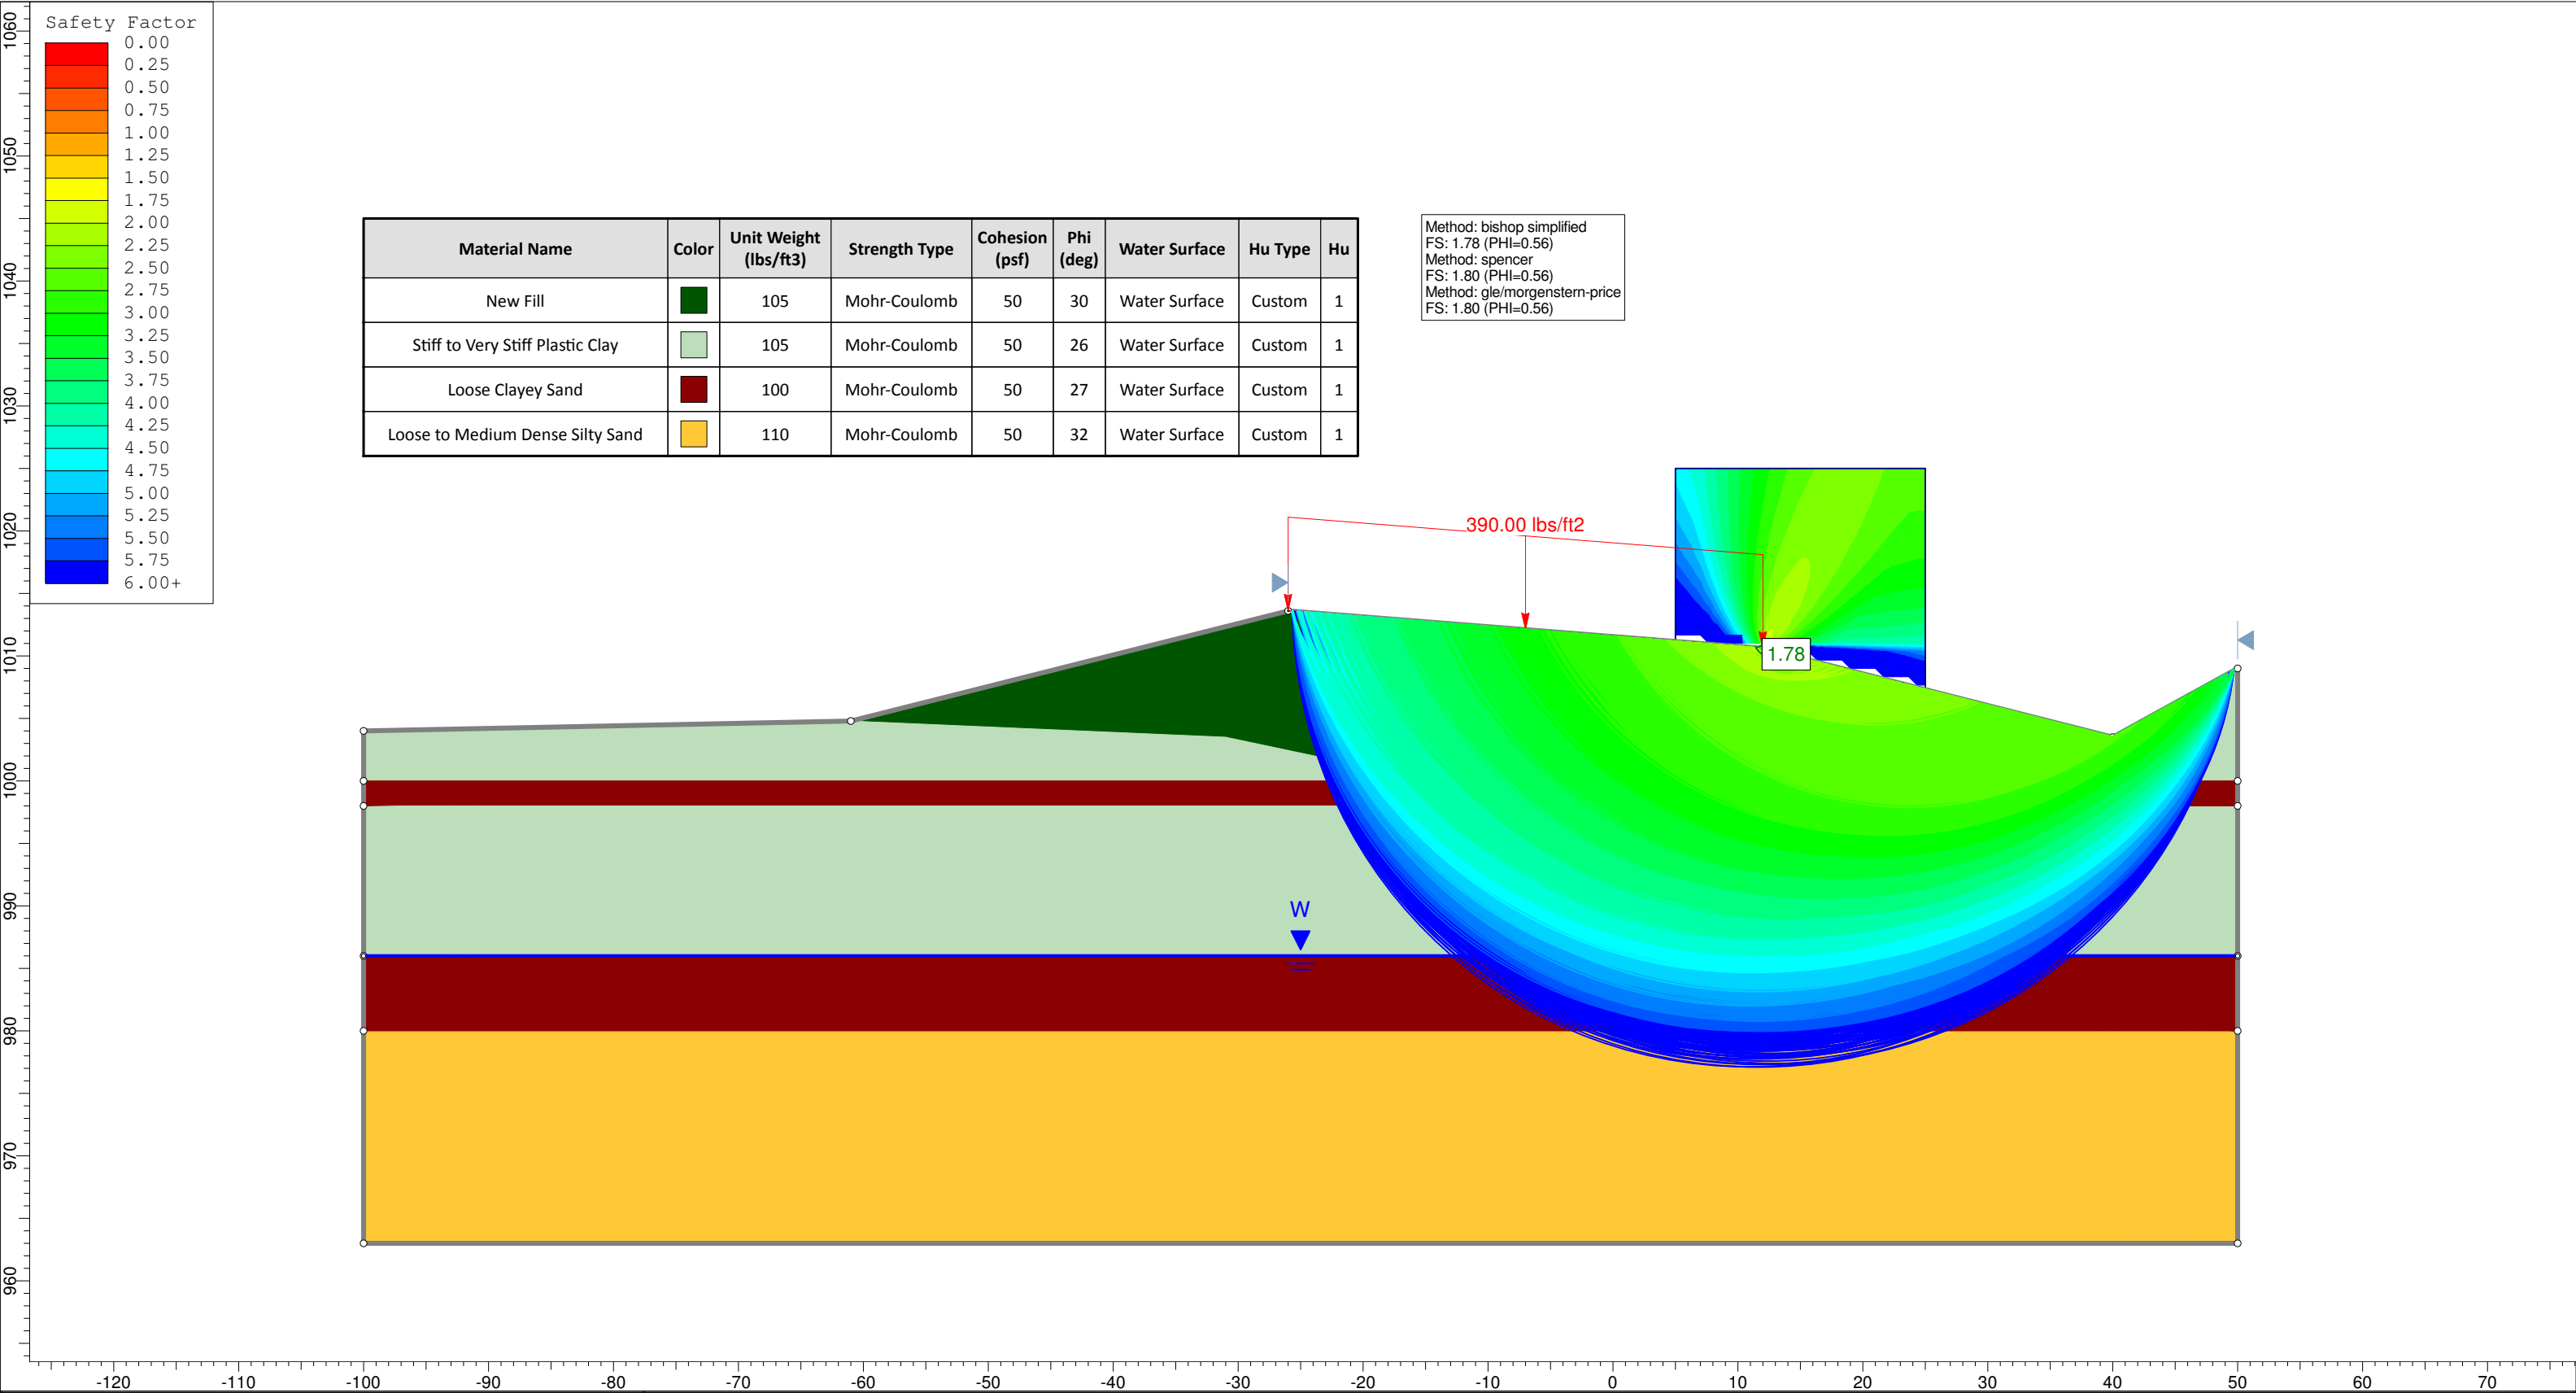 Safety Factor
0.00
0.25
0.50
0.75
1.00
1.25
1.50
1.75
2.00
2.25
2.50
2.75
3.00
3.25
3.50
3.75
4.00
4.25
4.50
4.75
5.00
5.25
5.50
5.75
6.00+
Material Name Color Unit Weight (lbs/ft3) Strength Type Cohesion (psf) Phi (deg) Water Surface Hu Type Hu
New Fill 105 Mohr-Coulomb 50 30 Water Surface Custom 1
Stiff to Very Stiff Plastic Clay 105 Mohr-Coulomb 50 26 Water Surface Custom 1
Loose Clayey Sand 100 Mohr-Coulomb 50 27 Water Surface Custom 1
Loose to Medium Dense Silty Sand 110 Mohr-Coulomb 50 32 Water Surface Custom 1
Method: bishop simplified
FS: 1.78 (PHI=0.56)
Method: spencer
FS: 1.80 (PHI=0.56)
Method: gle/morgenstern-price
FS: 1.80 (PHI=0.56)
390.00 lbs/ft2
1.78
W
1060
1050
1040
1030
1020
1010
1000
990
980
970
960
-120 -110 -100 -90 -80 -70 -60 -50 -40 -30 -20 -10 0 10 20 30 40 50 60 70